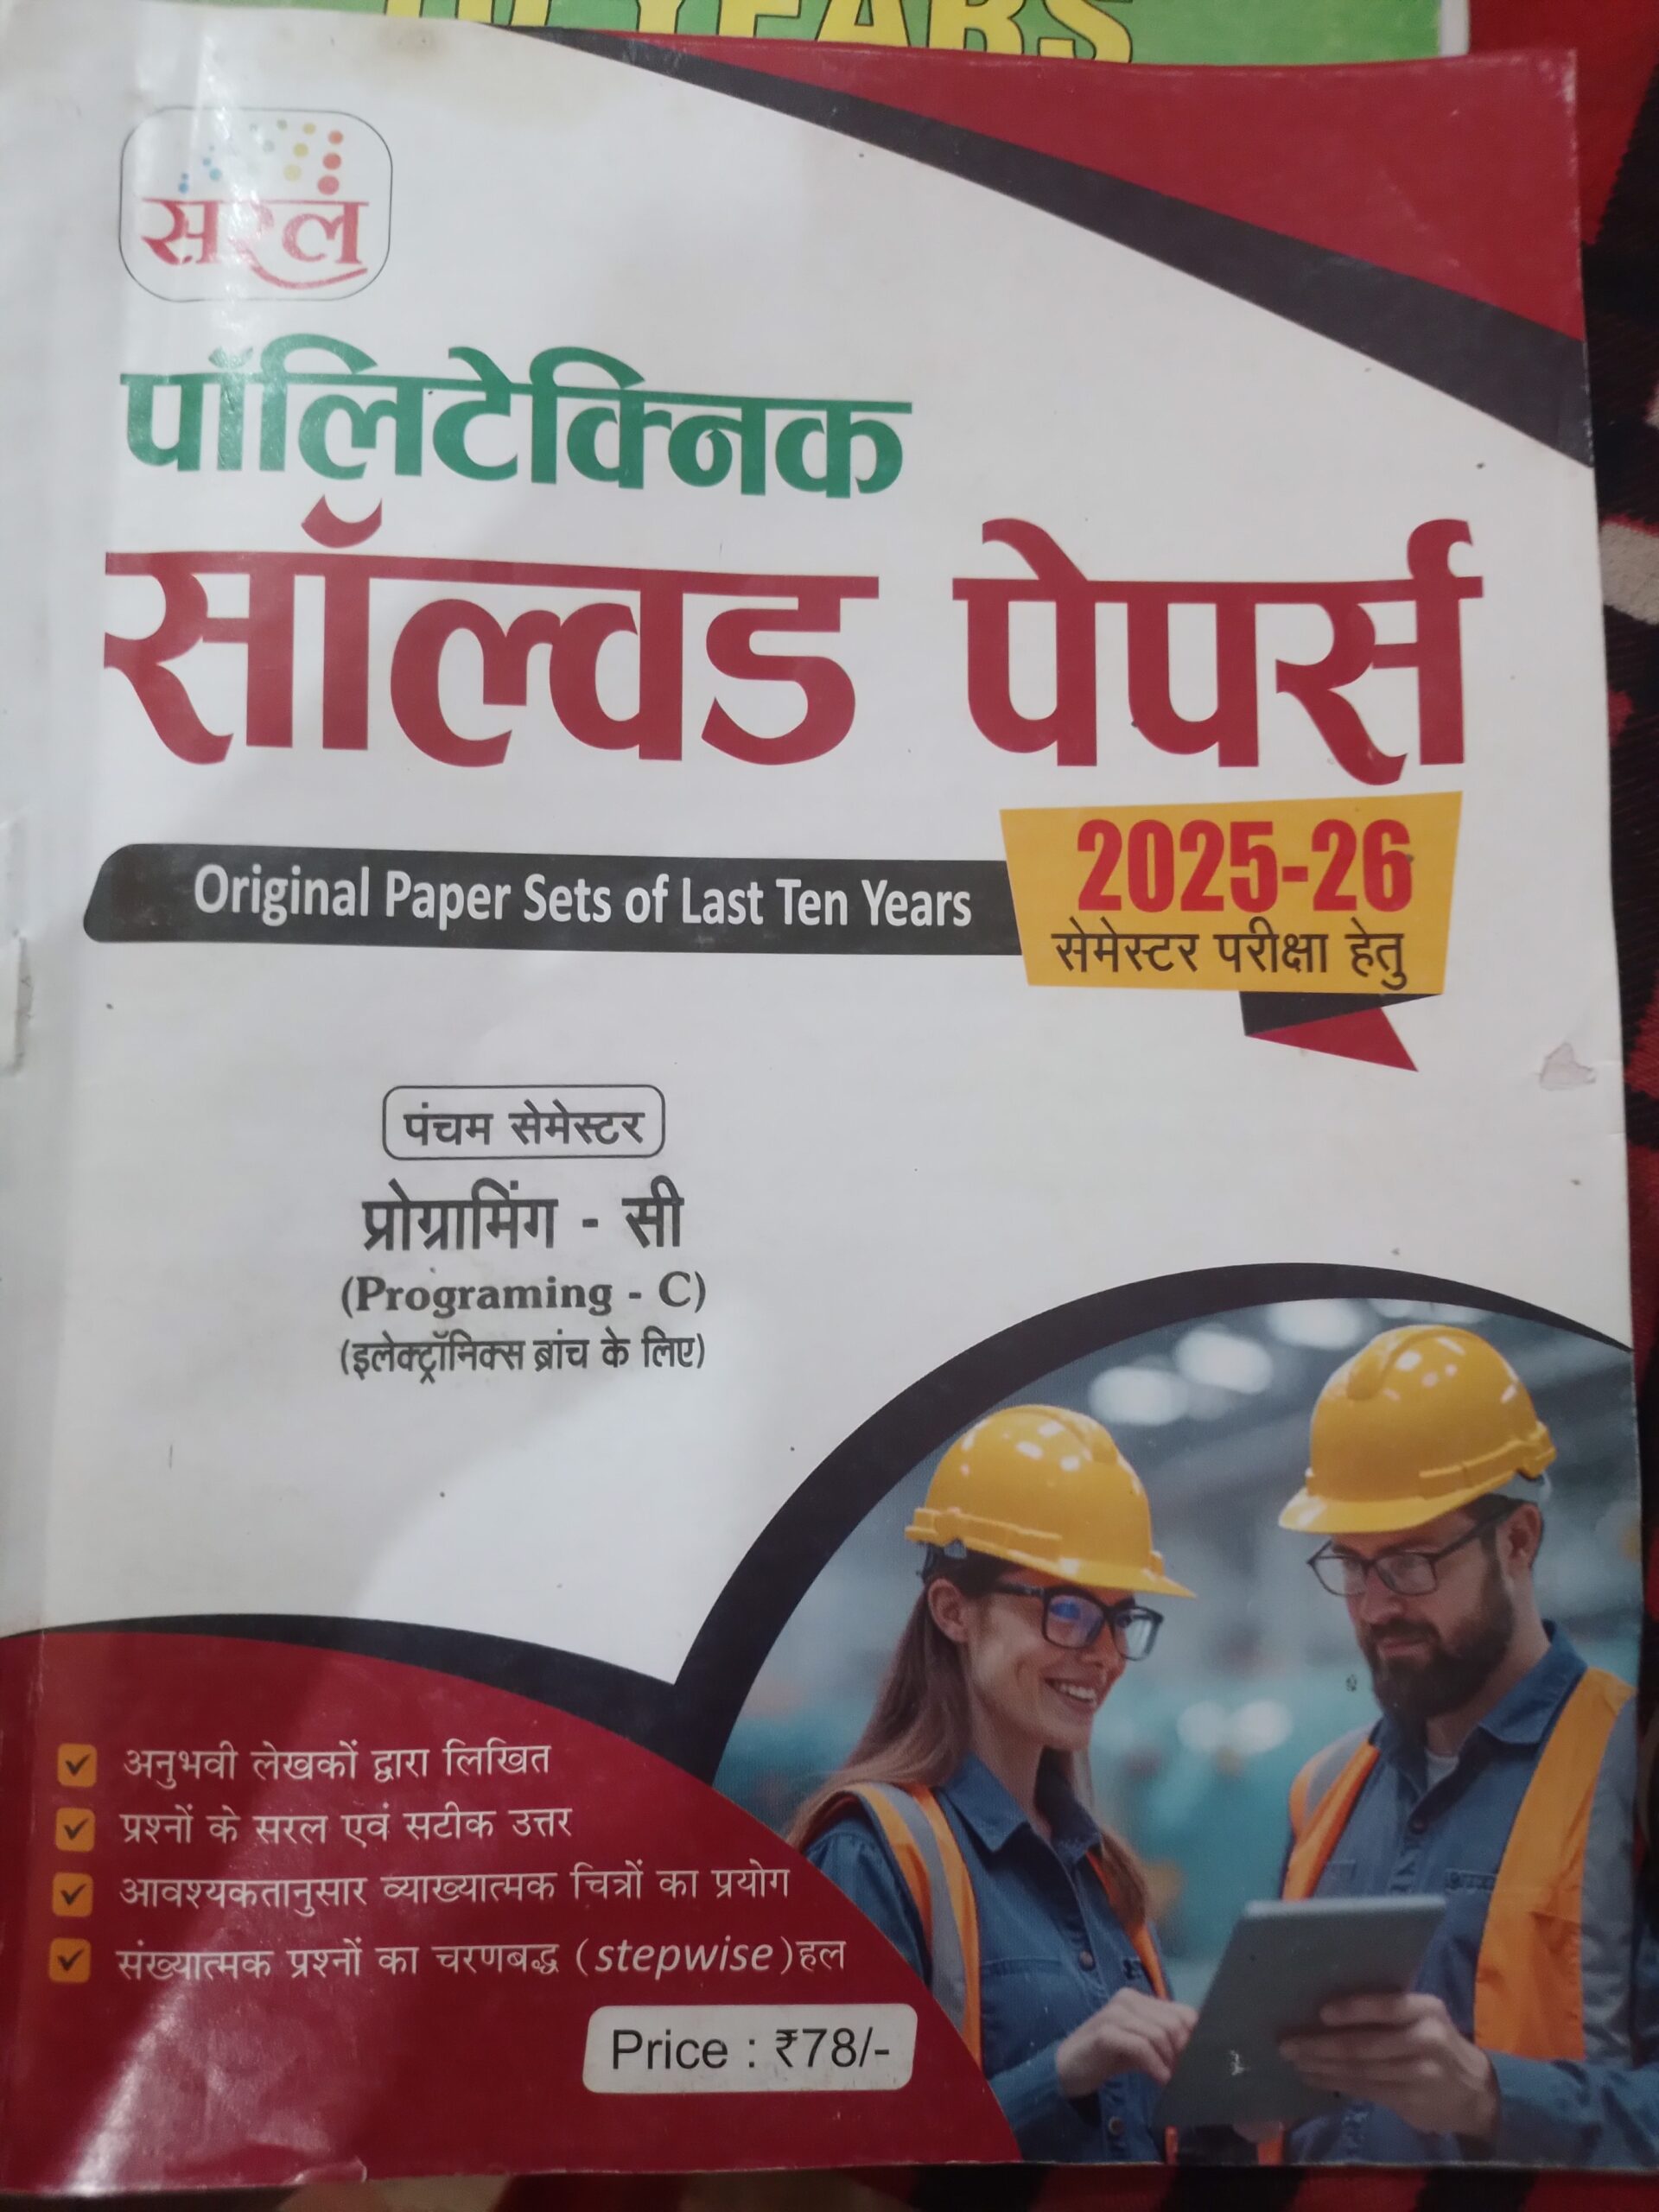 YEARS
सरल
पॉलिटेक्निक
सॉल्वड पेपर्स
Original Paper Sets of Last Ten Years
2025-26
सेमेस्टर परीक्षा हेतु
पंचम सेमेस्टर
प्रोग्रामिंग - सी
(Programing - C)
(इलेक्ट्रॉनिक्स ब्रांच के लिए)
अनुभवी लेखकों द्वारा लिखित
प्रश्नों के सरल एवं सटीक उत्तर
आवश्यकतानुसार व्याख्यात्मक चित्रों का प्रयोग
संख्यात्मक प्रश्नों का चरणबद्ध (stepwise) हल
Price : ₹78/-